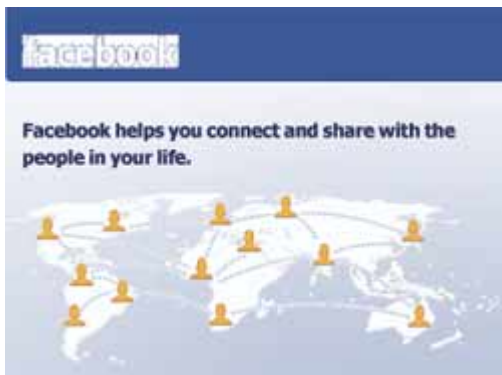 facebook
Facebook helps you connect and share with the
people in your life.